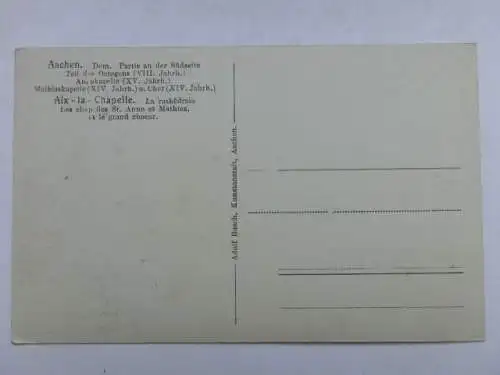 Aachen. Dom. Partie an der Südseite
Teil des Octogons (VIII. Jahrh.)
Annakapelle (XV. Jahrh.)
Mathiaskapelle (XIV. Jahrh.) u. Chor (XIV. Jahrh.)
Aix-la-Chapelle. La cathédrale
Les chap des St. Anne et Mathias,
et le grand choeur.
Adolf Busch, Kunstanstalt, Aachen.